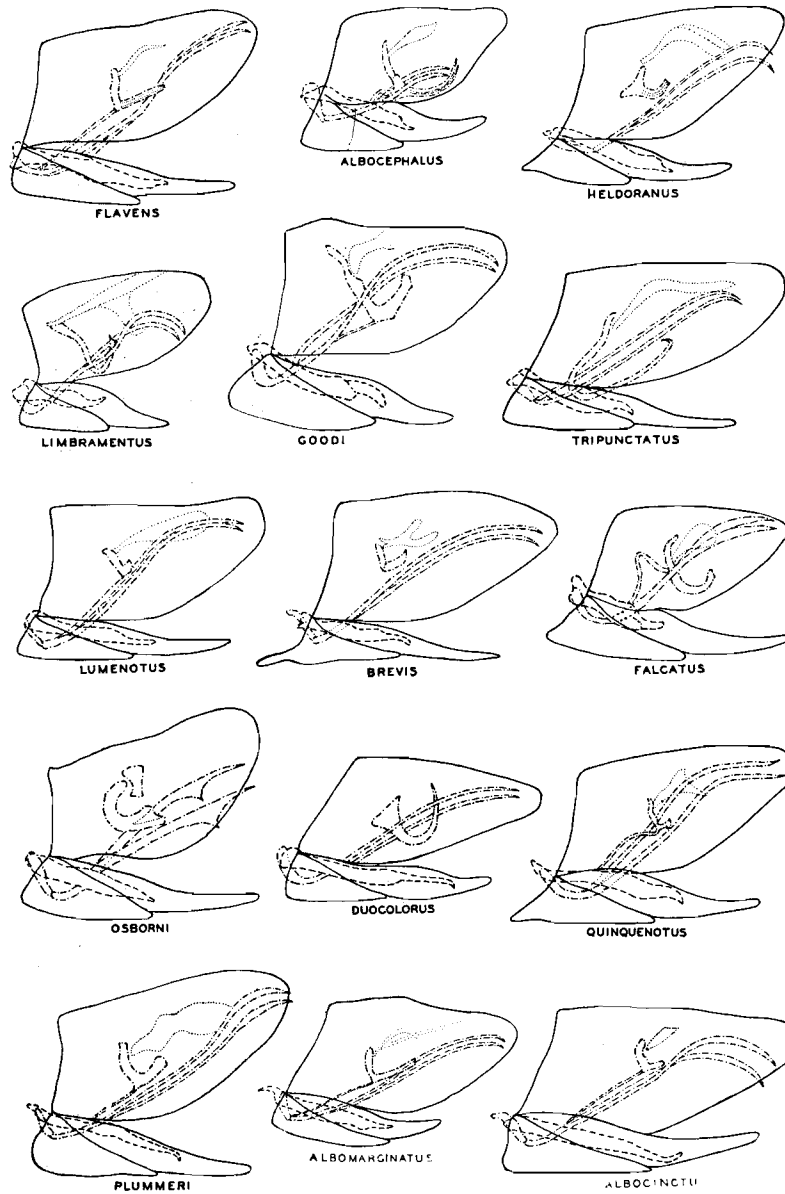 FLAVENS
ALBOCEPHALUS
HELDORANUS
LIMBRAMENTUS
GOODI
TRIPUNCTATUS
LUMENOTUS
BREVIS
FALCATUS
OSBORNI
DUOCOLORUS
QUINQUENOTUS
PLUMMERI
ALBOMARGINATUS
ALBOCINCTU